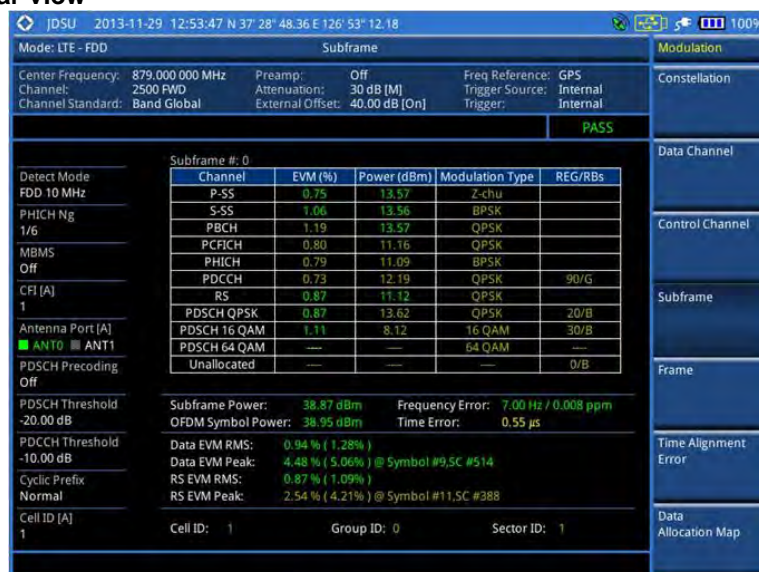 JDSU 2013-11-29 12:53:47 N 37' 28" 48.36 E 126' 53" 12.18 100%
Mode: LTE - FDD Subframe Modulation
Center Frequency: 879.000 000 MHz Preamp: Off Freq Reference: GPS
Channel: 2500 FWD Attenuation: 30 dB [M] Trigger Source: Internal
Channel Standard: Band Global External Offset: 40.00 dB [On] Trigger: Internal
Constellation
PASS
Data Channel
Control Channel
Subframe
Frame
Time Alignment
Error
Data
Allocation Map
Detect Mode
FDD 10 MHz
PHICH Ng
1/6
MBMS
Off
CFI [A]
1
Antenna Port [A]
ANT0 ANT1
PDSCH Precoding
Off
PDSCH Threshold
-20.00 dB
PDCCH Threshold
-10.00 dB
Cyclic Prefix
Normal
Cell ID [A]
1
Subframe #: 0
Channel EVM (%) Power (dBm) Modulation Type REG/RBs
P-SS 0.75 13.57 Z-chu
S-SS 1.06 13.56 BPSK
PBCH 1.19 13.57 QPSK
PCFICH 0.80 11.16 QPSK
PHICH 0.79 11.09 BPSK
PDCCH 0.73 12.19 QPSK 90/G
RS 0.87 11.12 QPSK
PDSCH QPSK 0.87 13.62 QPSK 20/B
PDSCH 16 QAM 1.11 8.12 16 QAM 30/B
PDSCH 64 QAM ---- ---- 64 QAM ----
Unallocated ---- ---- ---- 0/B
Subframe Power: 38.87 dBm Frequency Error: 7.00 Hz / 0.008 ppm
OFDM Symbol Power: 38.95 dBm Time Error: 0.55 µs
Data EVM RMS: 0.94 % ( 1.28% )
Data EVM Peak: 4.48 % ( 5.06% ) @ Symbol #9,SC #514
RS EVM RMS: 0.87 % ( 1.09% )
RS EVM Peak: 2.54 % ( 4.21% ) @ Symbol #11,SC #388
Cell ID: 1 Group ID: 0 Sector ID: 1